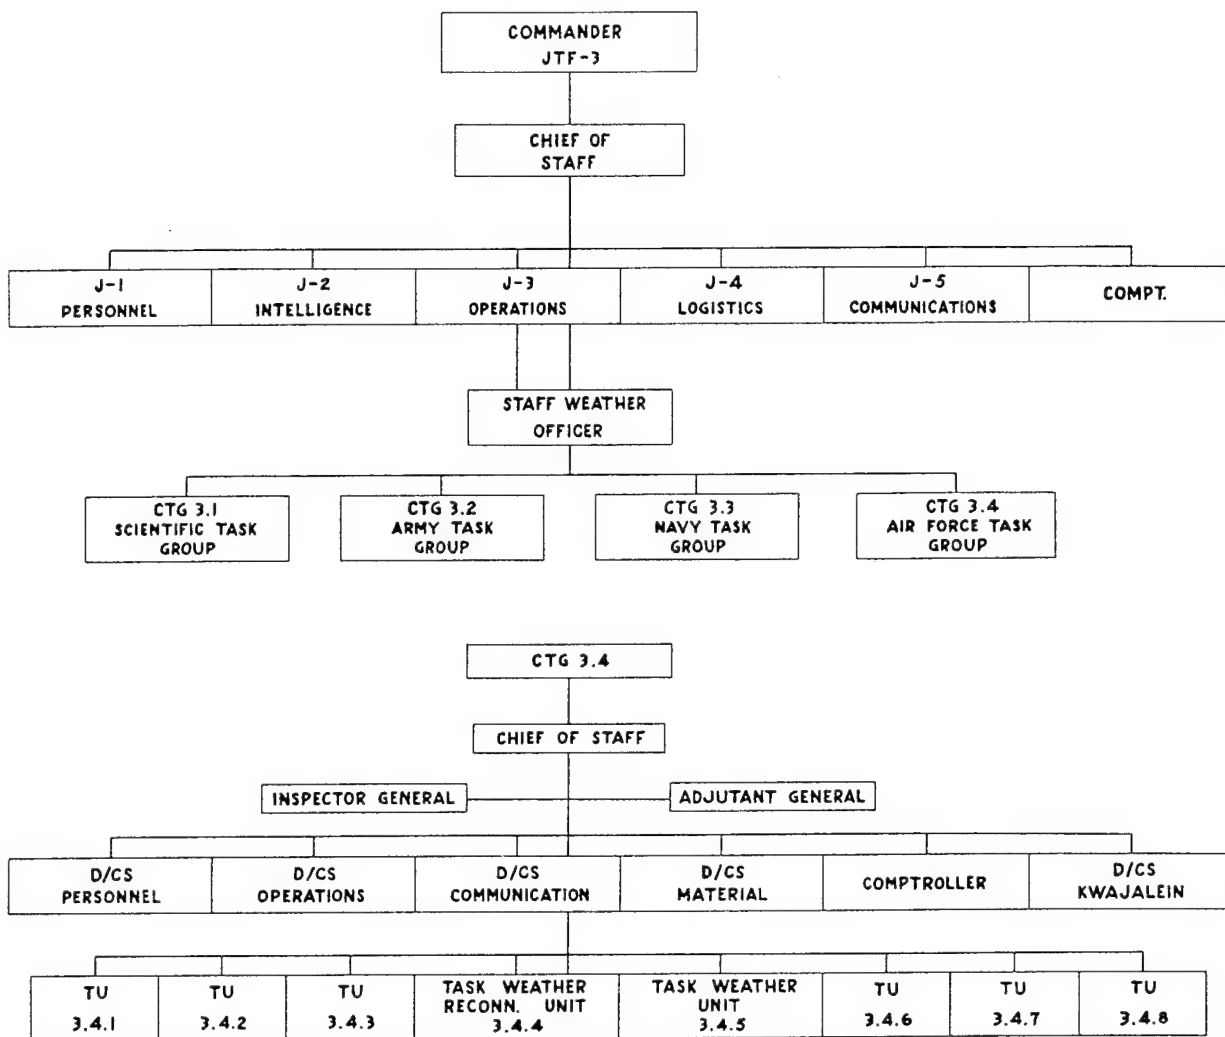 COMMANDER
JTF-3
CHIEF OF
STAFF
J-1
PERSONNEL
J-2
INTELLIGENCE
J-3
OPERATIONS
J-4
LOGISTICS
J-5
COMMUNICATIONS
COMPT.
STAFF WEATHER
OFFICER
CTG 3.1
SCIENTIFIC TASK
GROUP
CTG 3.2
ARMY TASK
GROUP
CTG 3.3
NAVY TASK
GROUP
CTG 3.4
AIR FORCE TASK
GROUP
CTG 3.4
CHIEF OF STAFF
INSPECTOR GENERAL
ADJUTANT GENERAL
D/CS
PERSONNEL
D/CS
OPERATIONS
D/CS
COMMUNICATION
D/CS
MATERIAL
COMPTROLLER
D/CS
KWAJALEIN
TU
3.4.1
TU
3.4.2
TU
3.4.3
TASK WEATHER
RECONN. UNIT
3.4.4
TASK WEATHER
UNIT
3.4.5
TU
3.4.6
TU
3.4.7
TU
3.4.8